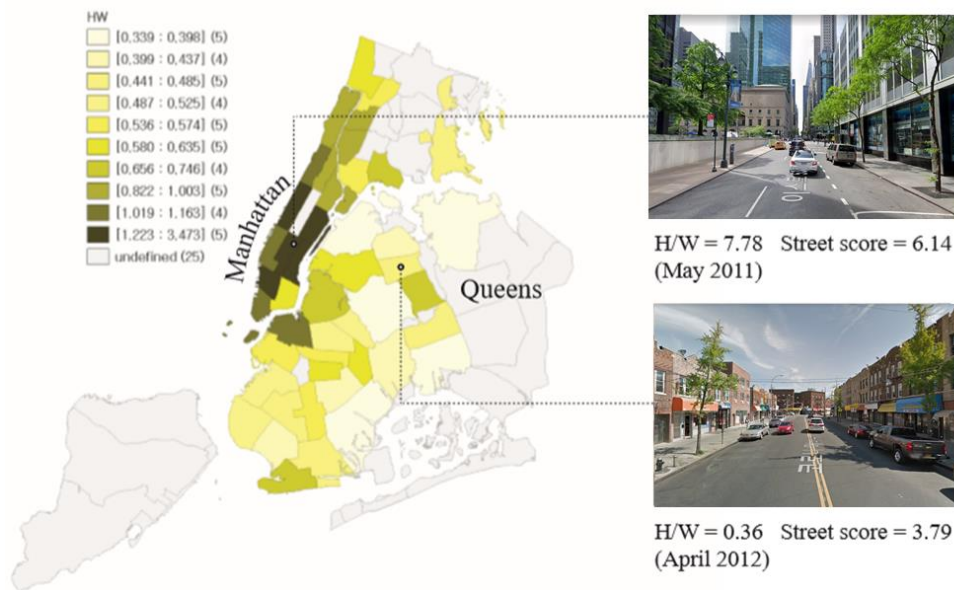 HW
[0.339 : 0.398] (5)
[0.399 : 0.437] (4)
[0.441 : 0.485] (5)
[0.487 : 0.525] (4)
[0.536 : 0.574] (5)
[0.580 : 0.635] (5)
[0.656 : 0.746] (4)
[0.822 : 1.003] (5)
[1.019 : 1.163] (4)
[1.223 : 3.473] (5)
undefined (25)
Manhattan
Queens
H/W = 7.78 Street score = 6.14
(May 2011)
H/W = 0.36 Street score = 3.79
(April 2012)